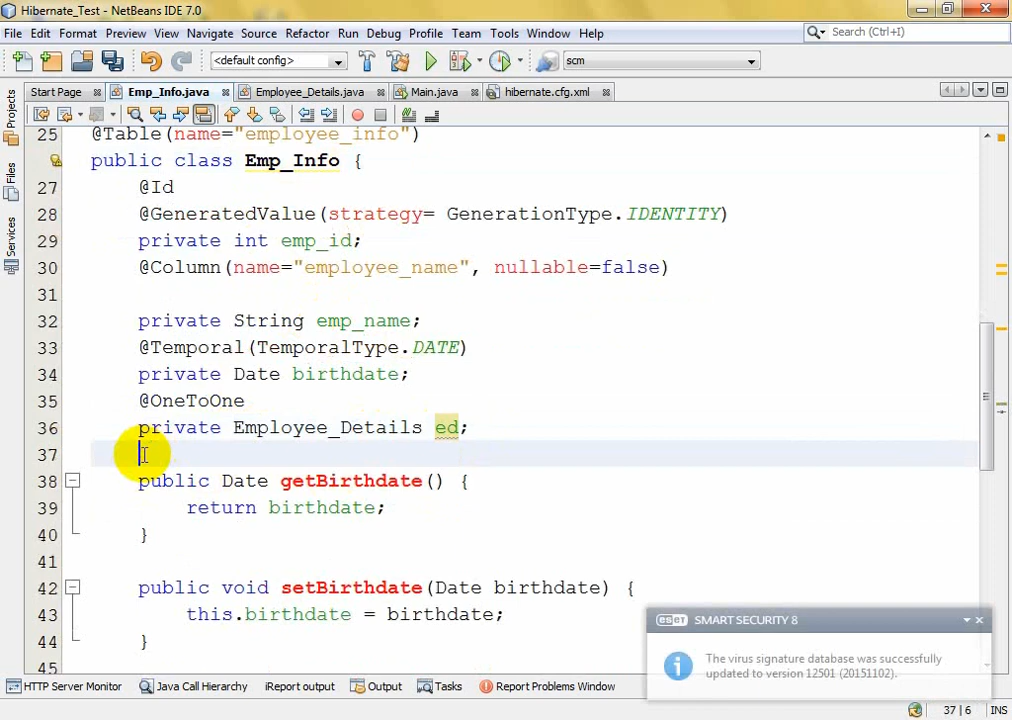 Hibernate_Test - NetBeans IDE 7.0
File Edit Format Preview View Navigate Source Refactor Run Debug Profile Team Tools Window Help
Search (Ctrl+I)
<default config>
scm
Start Page
Emp_Info.java
Employee_Details.java
Main.java
hibernate.cfg.xml
Projects
Files
Services
25 @Table(name="employee_info")
public class Emp_Info {
27 @Id
28 @GeneratedValue(strategy= GenerationType.IDENTITY)
29 private int emp_id;
30 @Column(name="employee_name", nullable=false)
31
32 private String emp_name;
33 @Temporal(TemporalType.DATE)
34 private Date birthdate;
35 @OneToOne
36 private Employee_Details ed;
37
38 public Date getBirthdate() {
39 return birthdate;
40 }
41
42 public void setBirthdate(Date birthdate) {
43 this.birthdate = birthdate;
44 }
45
eset SMART SECURITY 8
The virus signature database was successfully
updated to version 12501 (20151102).
HTTP Server Monitor Java Call Hierarchy iReport output Output Tasks Report Problems Window
37|6 INS